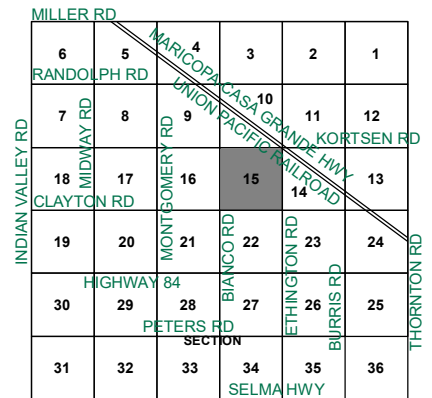 MILLER RD
6 5 4 3 2 1
MARICOPA CASA GRANDE HWY
UNION PACIFIC RAILROAD
RANDOLPH RD
7 8 9 10 11 12
KORTSEN RD
INDIAN VALLEY RD
MIDWAY RD
MONTGOMERY RD
18 17 16 15 14 13
CLAYTON RD
19 20 21 22 23 24
BIANCO RD
ETHINGTON RD
BURRIS RD
THORNTON RD
HIGHWAY 84
30 29 28 27 26 25
PETERS RD
SECTION
31 32 33 34 35 36
SELMA HWY